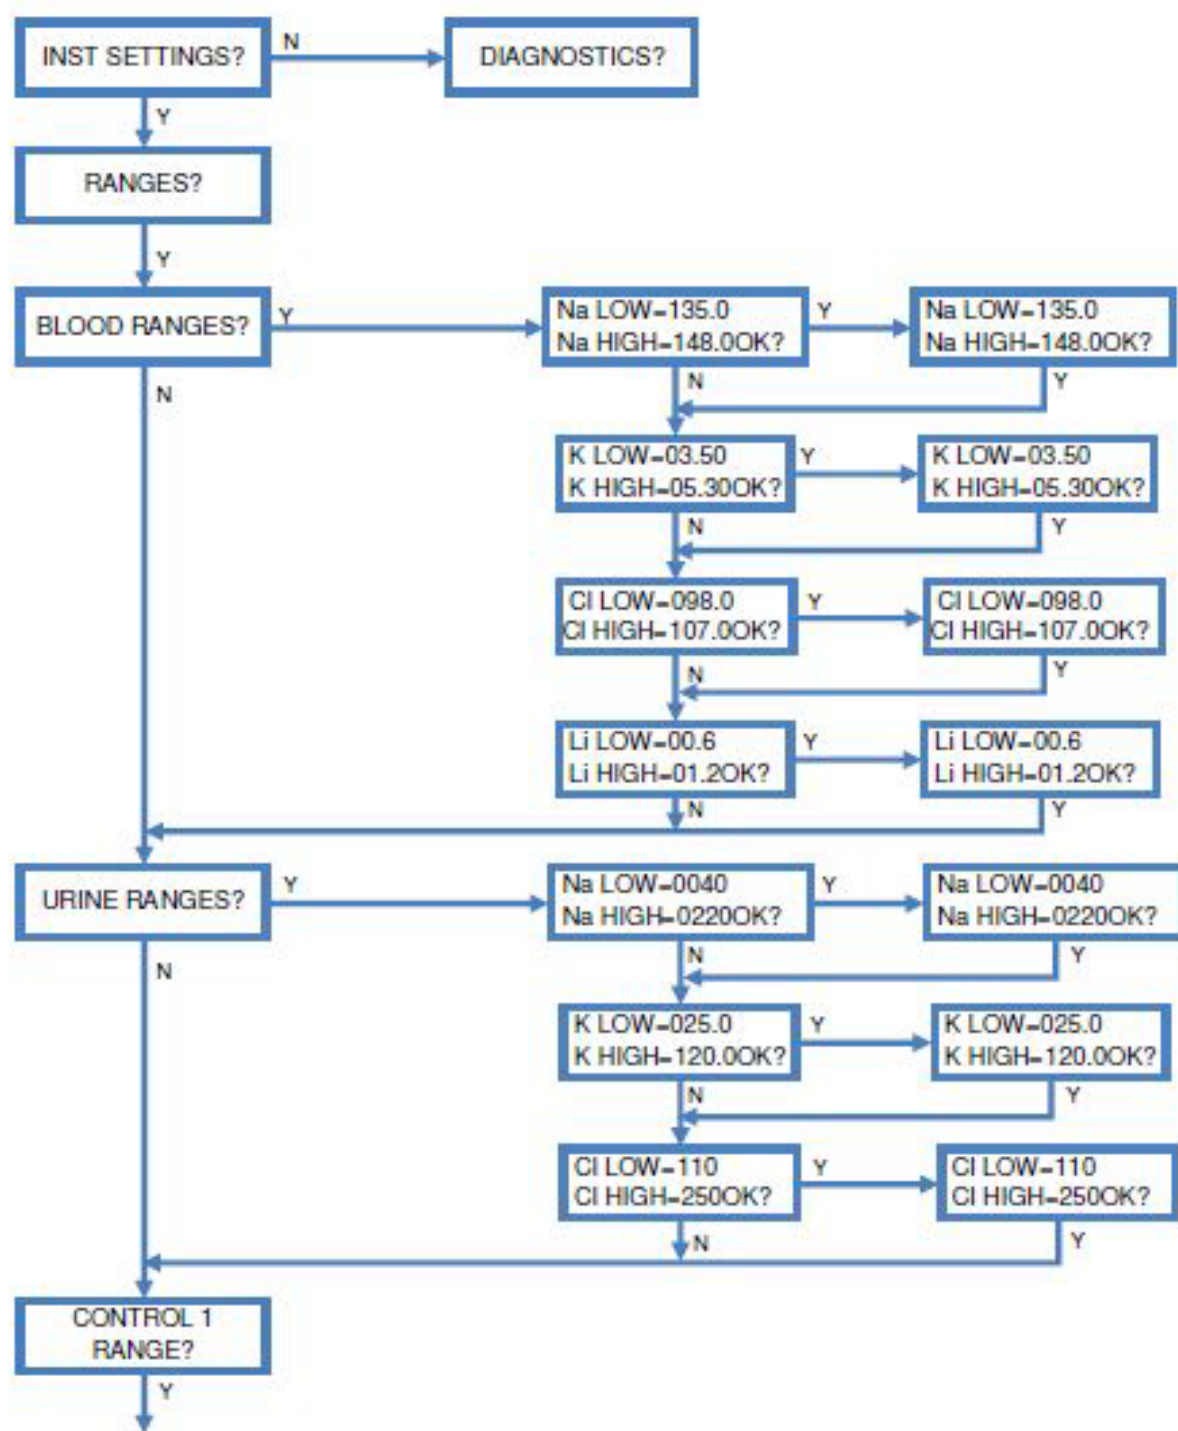 INST SETTINGS?
N
DIAGNOSTICS?
Y
RANGES?
Y
BLOOD RANGES?
Y
Na LOW=135.0
Na HIGH=148.0OK?
Y
Na LOW=135.0
Na HIGH=148.0OK?
N
N
Y
K LOW=03.50
K HIGH=05.30OK?
Y
K LOW=03.50
K HIGH=05.30OK?
N
Y
Cl LOW=098.0
Cl HIGH=107.0OK?
Y
Cl LOW=098.0
Cl HIGH=107.0OK?
N
Y
Li LOW=00.6
Li HIGH=01.2OK?
Y
Li LOW=00.6
Li HIGH=01.2OK?
N
Y
URINE RANGES?
Y
Na LOW=0040
Na HIGH=0220OK?
Y
Na LOW=0040
Na HIGH=0220OK?
N
N
Y
K LOW=025.0
K HIGH=120.0OK?
Y
K LOW=025.0
K HIGH=120.0OK?
N
Y
Cl LOW=110
Cl HIGH=250OK?
Y
Cl LOW=110
Cl HIGH=250OK?
N
Y
CONTROL 1
RANGE?
Y